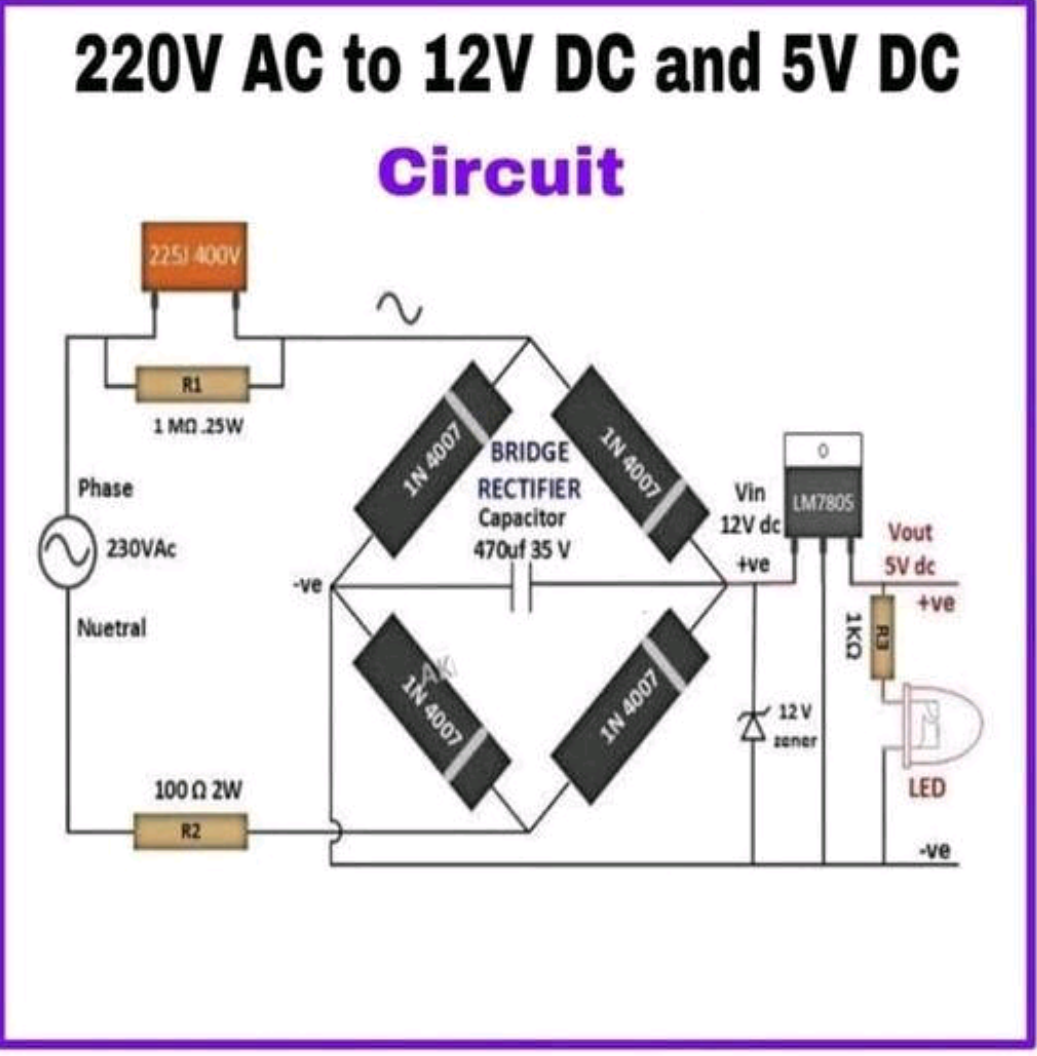 220V AC to 12V DC and 5V DC
Circuit
225J 400V
R1
1 MΩ .25W
Phase
230VAc
Nuetral
100 Ω 2W
R2
1N 4007
1N 4007
BRIDGE
RECTIFIER
Capacitor
470uf 35 V
-ve
1N 4007
1N 4007
Vin
12V dc
+ve
LM7805
Vout
5V dc
+ve
1KΩ
R3
12 V
zener
LED
-ve